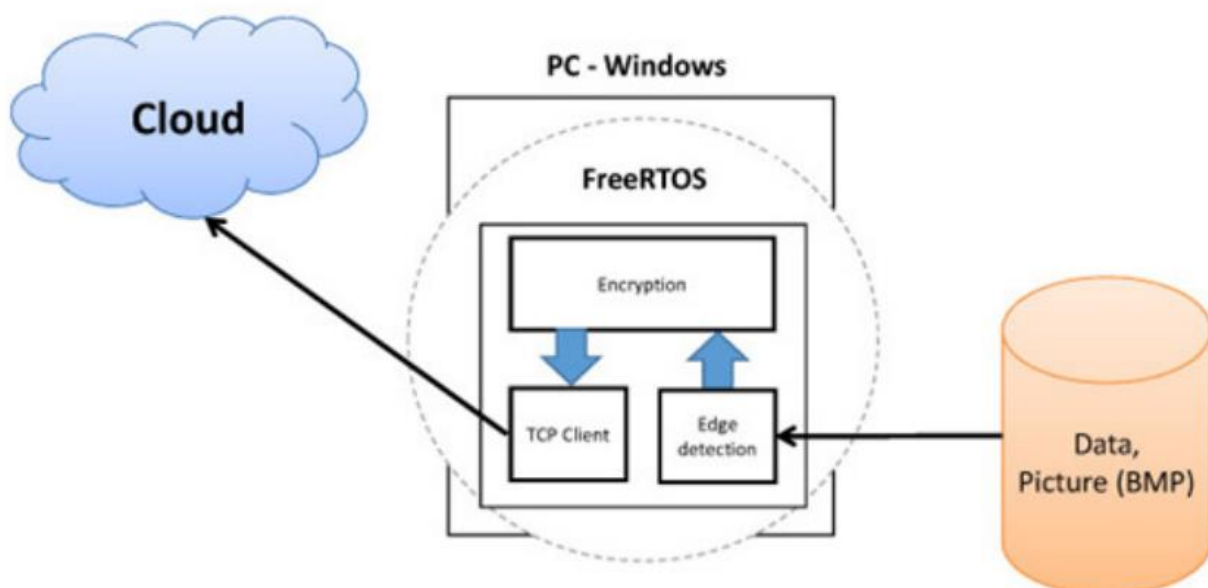 Cloud
PC - Windows
FreeRTOS
Encryption
TCP Client
Edge
detection
Data,
Picture (BMP)